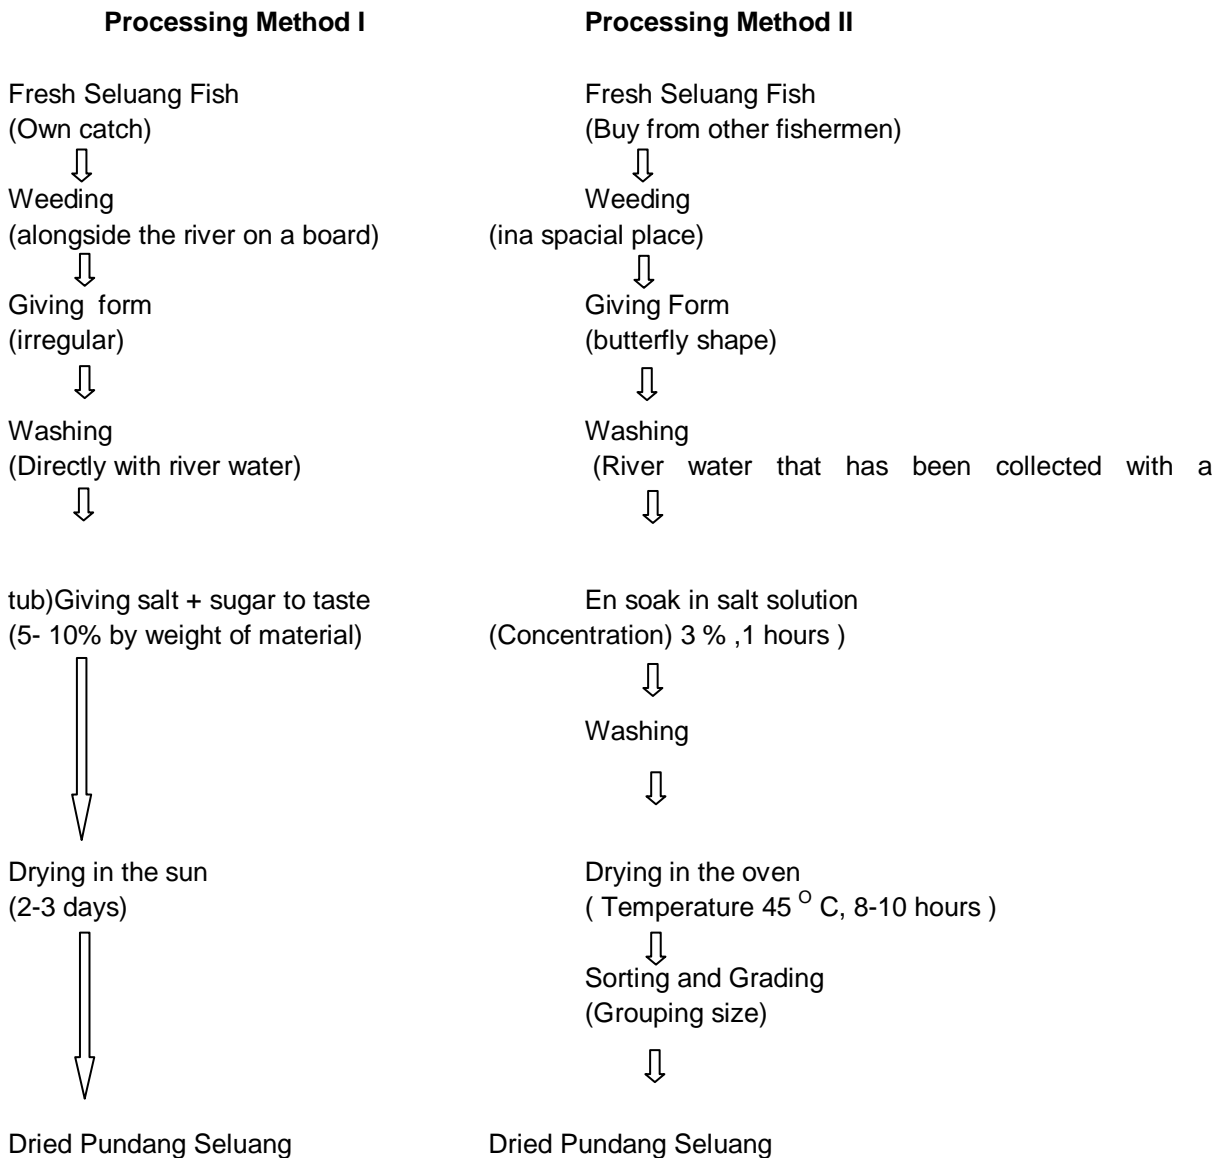 Processing Method I Processing Method II
Fresh Seluang Fish Fresh Seluang Fish
(Own catch) (Buy from other fishermen)
Weeding Weeding
(alongside the river on a board) (ina spacial place)
Giving form Giving Form
(irregular) (butterfly shape)
Washing Washing
(Directly with river water) (River water that has been collected with a
tub)Giving salt + sugar to taste En soak in salt solution
(5- 10% by weight of material) (Concentration) 3 % ,1 hours )
Washing
Drying in the sun Drying in the oven
(2-3 days) ( Temperature 45 O C, 8-10 hours )
Sorting and Grading
(Grouping size)
Dried Pundang Seluang Dried Pundang Seluang